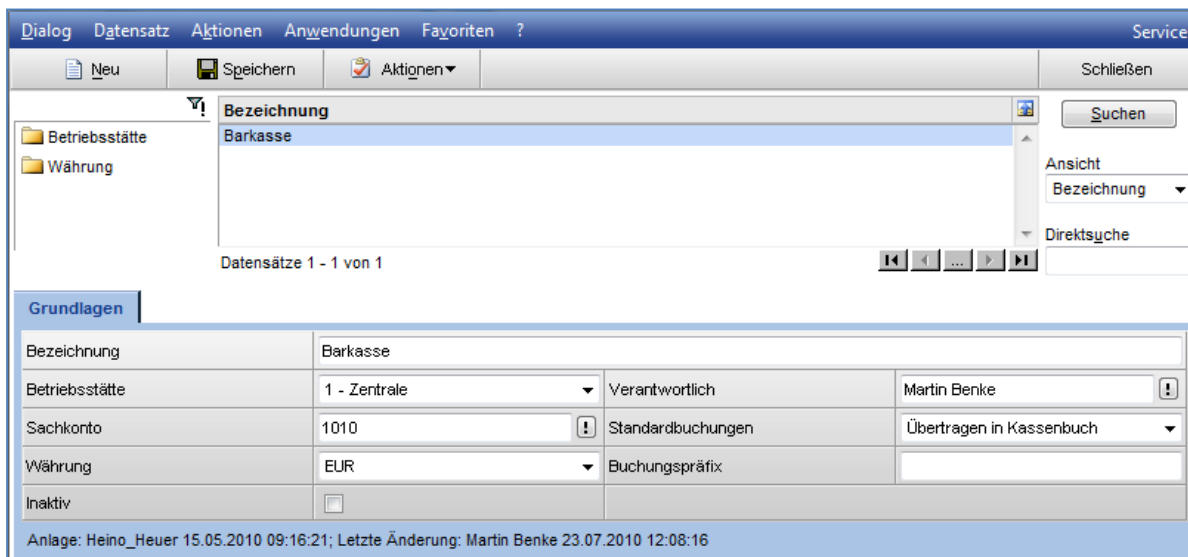 Dialog Datensatz Aktionen Anwendungen Favoriten ? Service
Neu Speichern Aktionen Schließen
Bezeichnung Suchen
Betriebsstätte Barkasse
Währung Ansicht
Bezeichnung
Direktsuche
Datensätze 1 - 1 von 1 ...
Grundlagen
Bezeichnung Barkasse
Betriebsstätte 1 - Zentrale Verantwortlich Martin Benke !
Sachkonto 1010 ! Standardbuchungen Übertragen in Kassenbuch
Währung EUR Buchungspräfix
Inaktiv
Anlage: Heino_Heuer 15.05.2010 09:16:21; Letzte Änderung: Martin Benke 23.07.2010 12:08:16